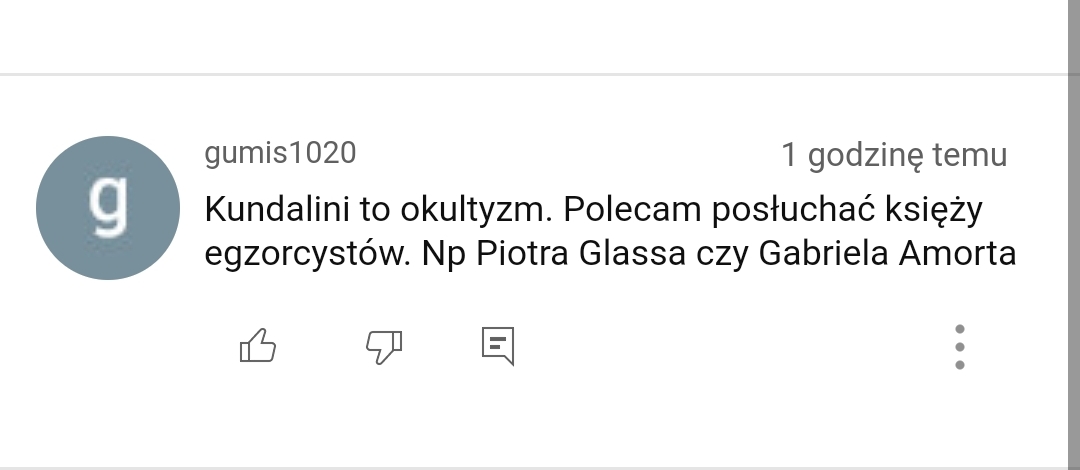 g
gumis1020
1 godzinę temu
Kundalini to okultyzm. Polecam posłuchać księży
egzorcystów. Np Piotra Glassa czy Gabriela Amorta